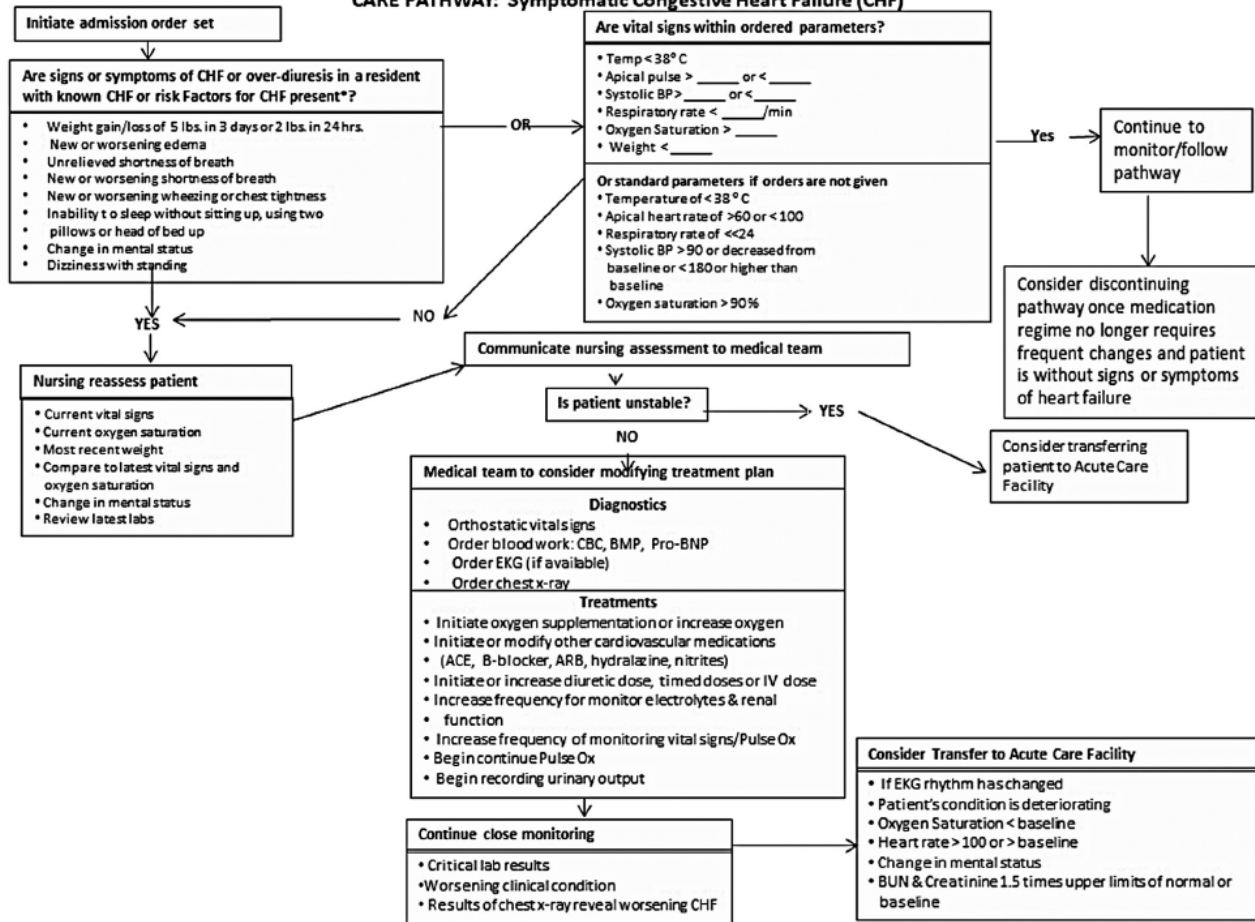 CARE PATHWAY: Symptomatic Congestive Heart Failure (CHF)
Initiate admission order set
Are signs or symptoms of CHF or over-diuresis in a resident
with known CHF or risk Factors for CHF present*?
• Weight gain/loss of 5 lbs. in 3 days or 2 lbs. in 24 hrs.
• New or worsening edema
• Unrelieved shortness of breath
• New or worsening shortness of breath
• New or worsening wheezing or chest tightness
• Inability to sleep without sitting up, using two
• pillows or head of bed up
• Change in mental status
• Dizziness with standing
OR
Are vital signs within ordered parameters?
• Temp < 38° C
• Apical pulse > _____ or < _____
• Systolic BP> _____ or < _____
• Respiratory rate < _____/min
• Oxygen Saturation > _____
• Weight < _____
Or standard parameters if orders are not given
• Temperature of < 38° C
• Apical heart rate of >60 or < 100
• Respiratory rate of <<24
• Systolic BP > 90 or decreased from
baseline or < 180 or higher than
baseline
• Oxygen saturation > 90%
Yes
Continue to
monitor/follow
pathway
Consider discontinuing
pathway once medication
regime no longer requires
frequent changes and patient
is without signs or symptoms
of heart failure
YES
NO
Nursing reassess patient
• Current vital signs
• Current oxygen saturation
• Most recent weight
• Compare to latest vital signs and
oxygen saturation
• Change in mental status
• Review latest labs
Communicate nursing assessment to medical team
Is patient unstable?
YES
Consider transferring
patient to Acute Care
Facility
NO
Medical team to consider modifying treatment plan
Diagnostics
• Orthostatic vital signs
• Order blood work: CBC, BMP, Pro-BNP
• Order EKG (if available)
• Order chest x-ray
Treatments
• Initiate oxygen supplementation or increase oxygen
• Initiate or modify other cardiovascular medications
• (ACE, B-blocker, ARB, hydralazine, nitrites)
• Initiate or increase diuretic dose, timed doses or IV dose
• Increase frequency for monitor electrolytes & renal
• function
• Increase frequency of monitoring vital signs/Pulse Ox
• Begin continue Pulse Ox
• Begin recording urinary output
Continue close monitoring
• Critical lab results
•Worsening clinical condition
• Results of chest x-ray reveal worsening CHF
Consider Transfer to Acute Care Facility
• If EKG rhythm has changed
• Patient's condition is deteriorating
• Oxygen Saturation < baseline
• Heart rate > 100 or > baseline
• Change in mental status
• BUN & Creatinine 1.5 times upper limits of normal or
baseline